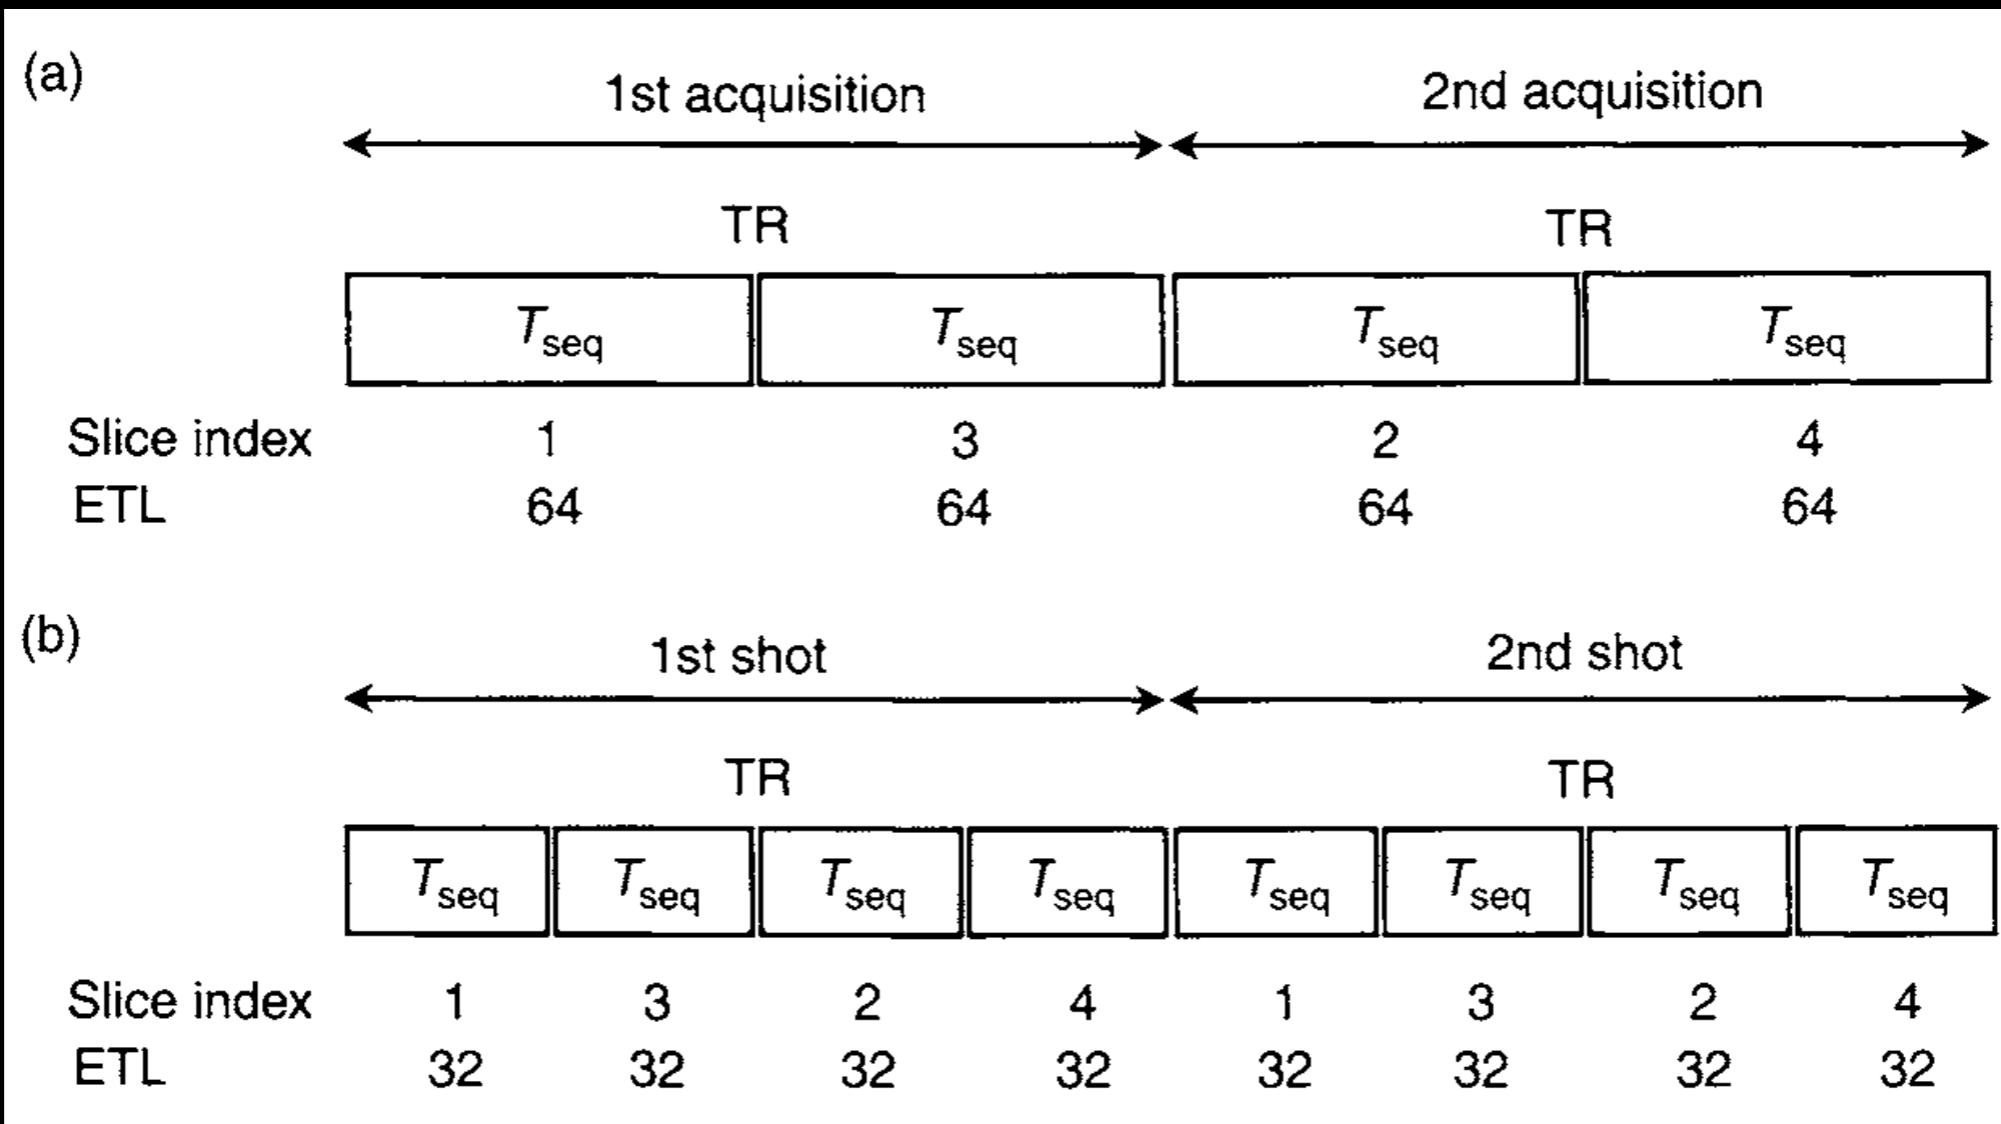 (a)
1st acquisition 2nd acquisition
TR TR
Tseq Tseq Tseq Tseq
Slice index 1 3 2 4
ETL 64 64 64 64
(b)
1st shot 2nd shot
TR TR
Tseq Tseq Tseq Tseq Tseq Tseq Tseq Tseq
Slice index 1 3 2 4 1 3 2 4
ETL 32 32 32 32 32 32 32 32